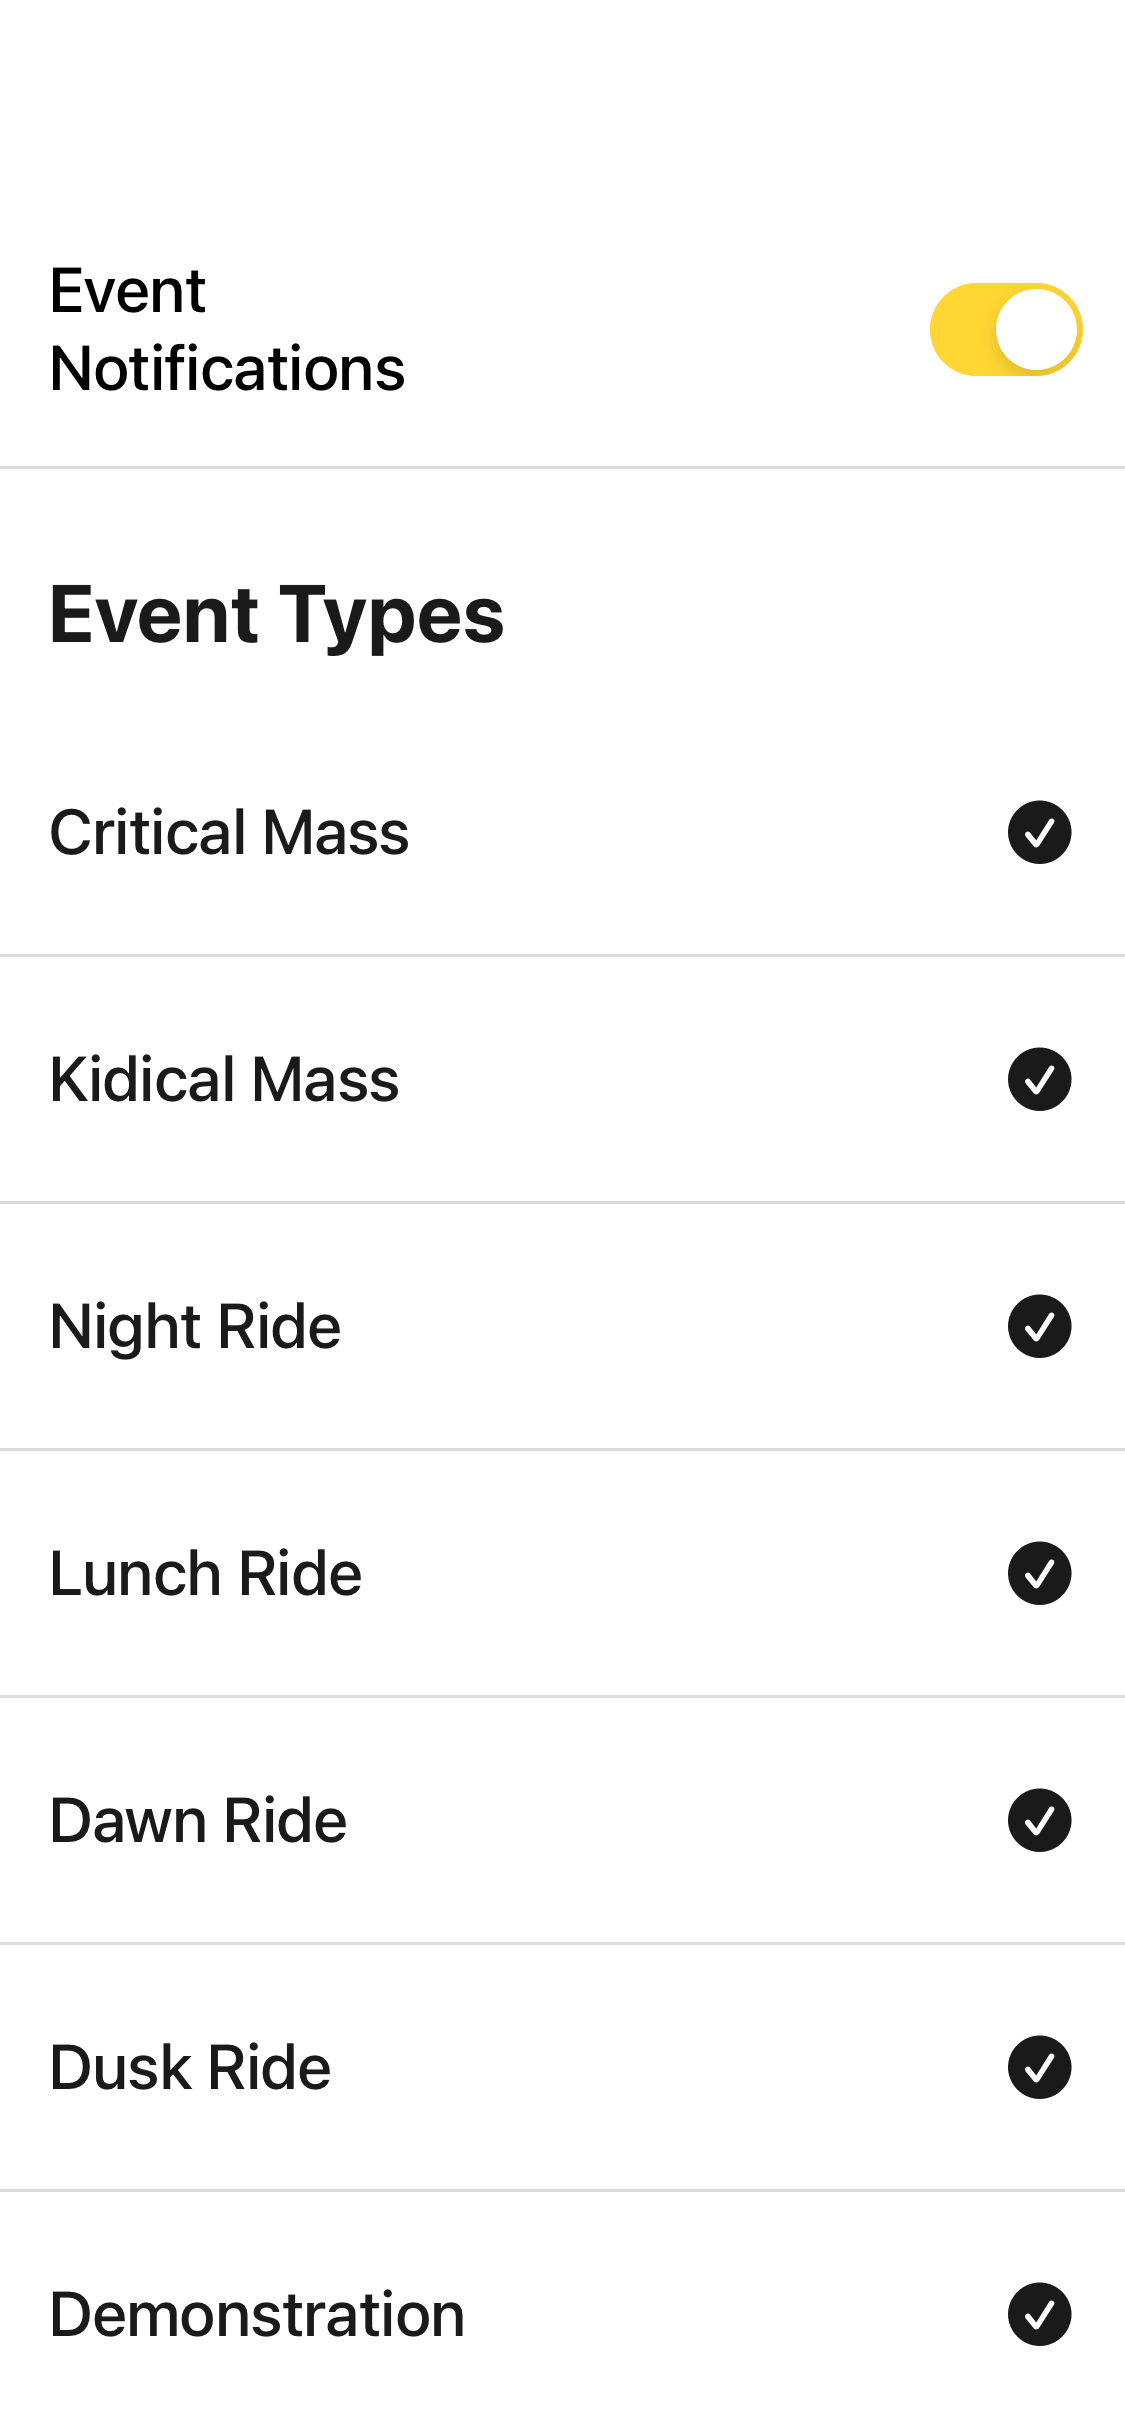 Event
Notifications
Event Types
Critical Mass
Kidical Mass
Night Ride
Lunch Ride
Dawn Ride
Dusk Ride
Demonstration